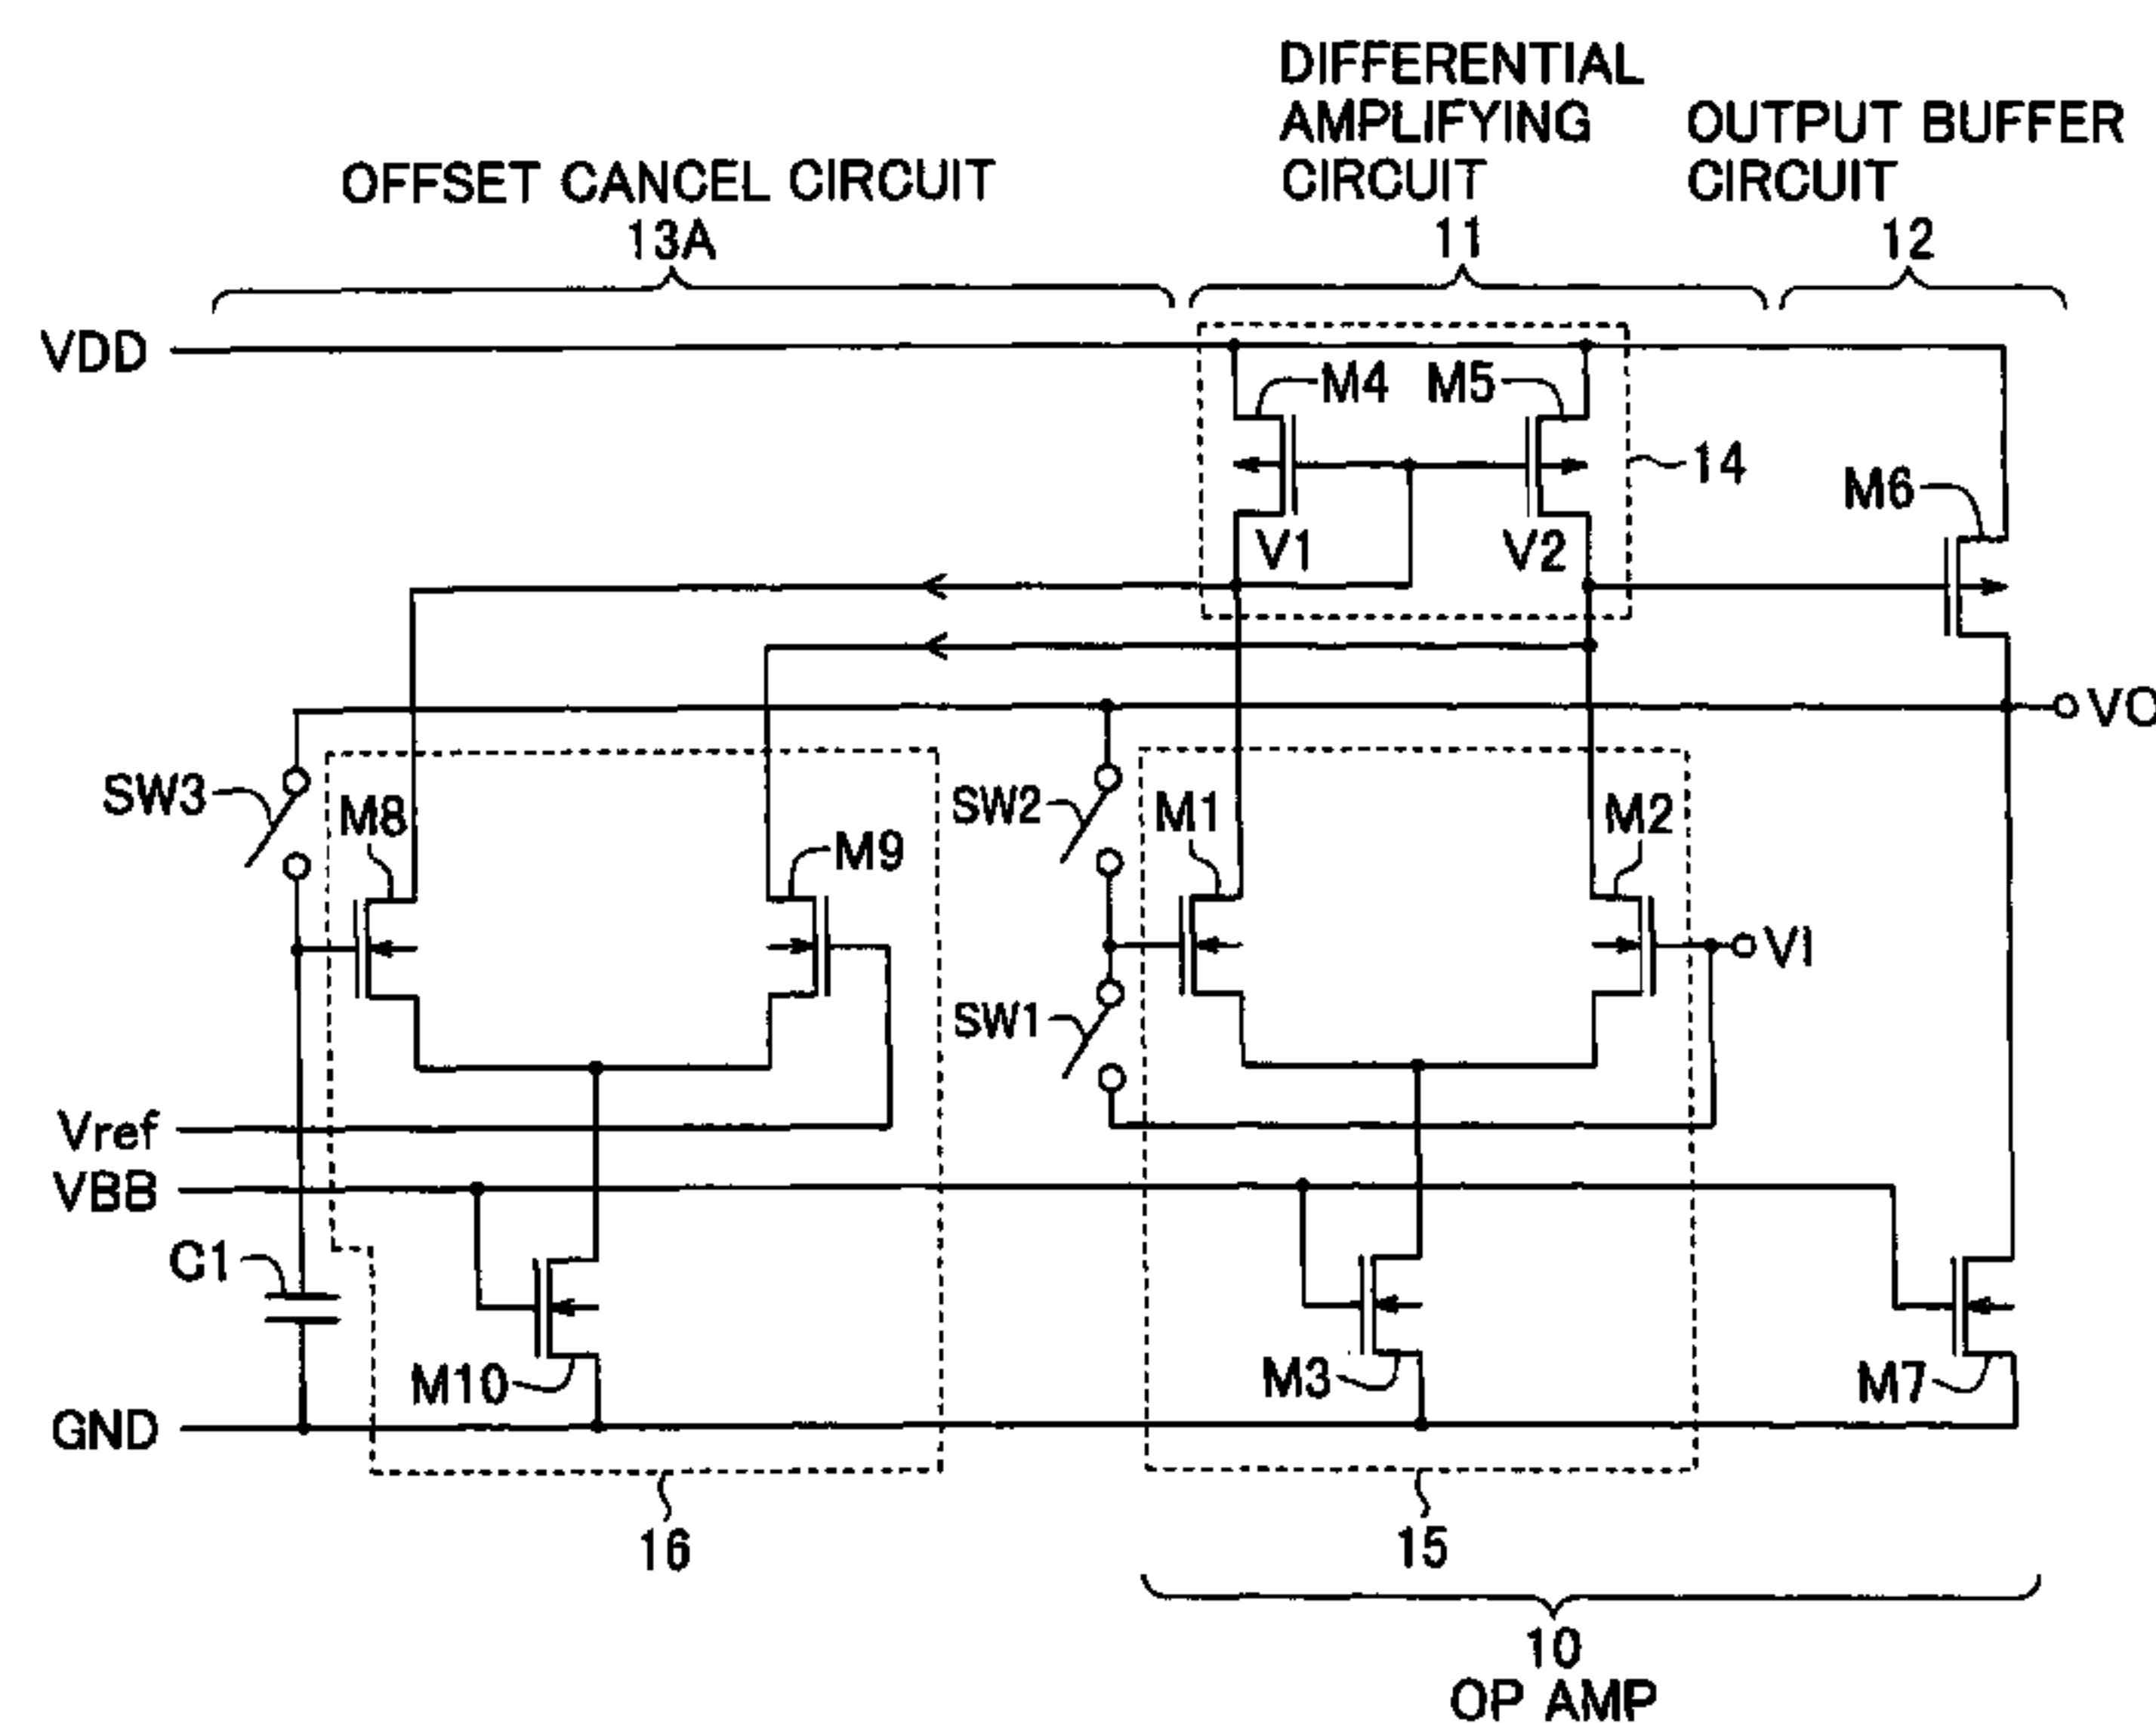 DIFFERENTIAL
AMPLIFYING
CIRCUIT
11
OUTPUT BUFFER
CIRCUIT
12
OFFSET CANCEL CIRCUIT
13A
VDD
M4
M5
14
M6
V1
V2
VO
SW3
M8
M9
SW2
M1
M2
VI
SW1
Vref
VBB
C1
M10
M3
M7
GND
16
15
10
OP AMP